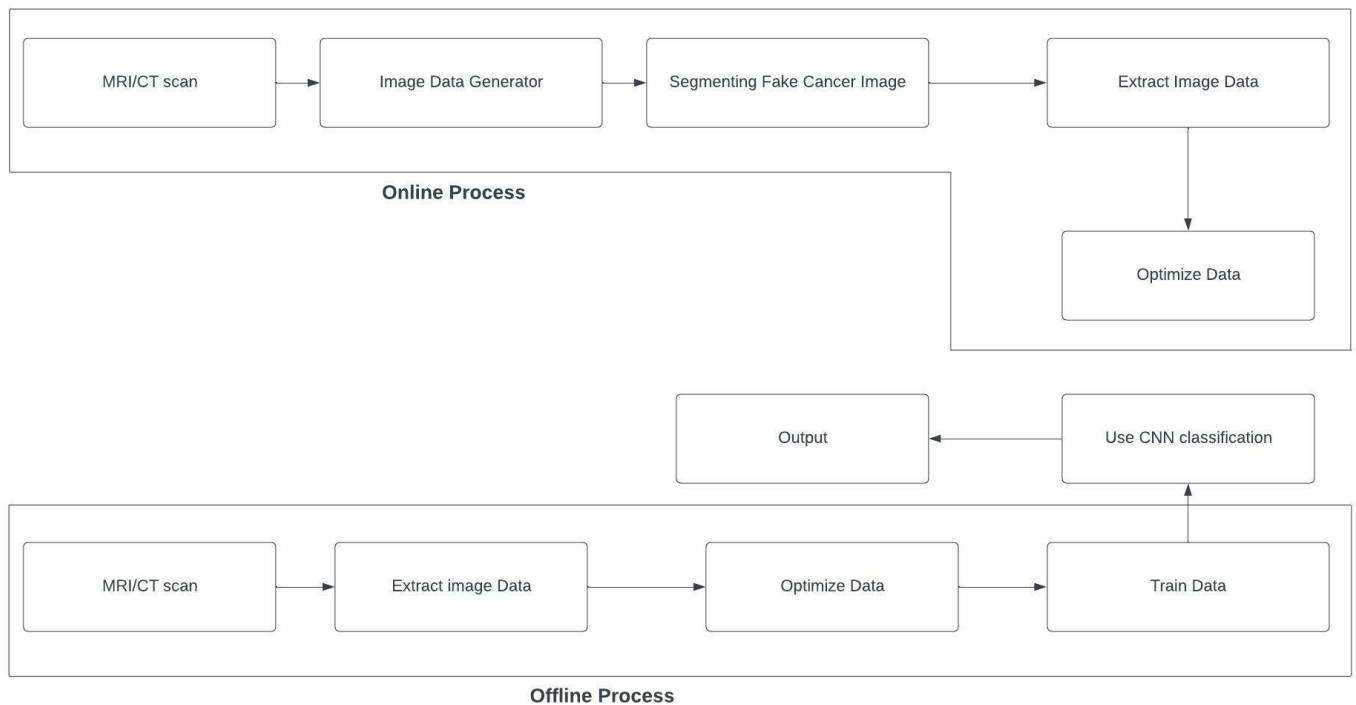 MRI/CT scan
Image Data Generator
Segmenting Fake Cancer Image
Extract Image Data
Online Process
Optimize Data
Output
Use CNN classification
MRI/CT scan
Extract image Data
Optimize Data
Train Data
Offline Process